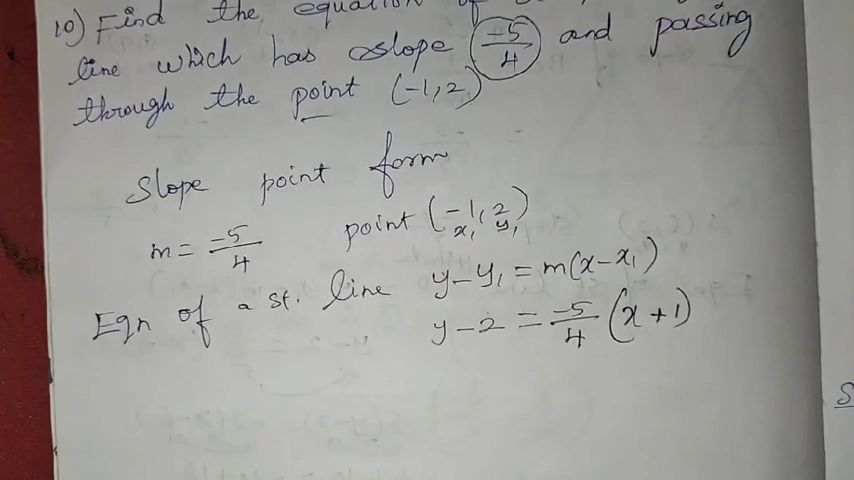 10) Find the equation of
line which has a slope -5/4 and passing
through the point (-1, 2)
Slope point form
m = -5/4 point (-1, 2)
x₁ y₁
Eqn of a st. line y - y₁ = m(x - x₁)
y - 2 = -5/4 (x + 1)
S